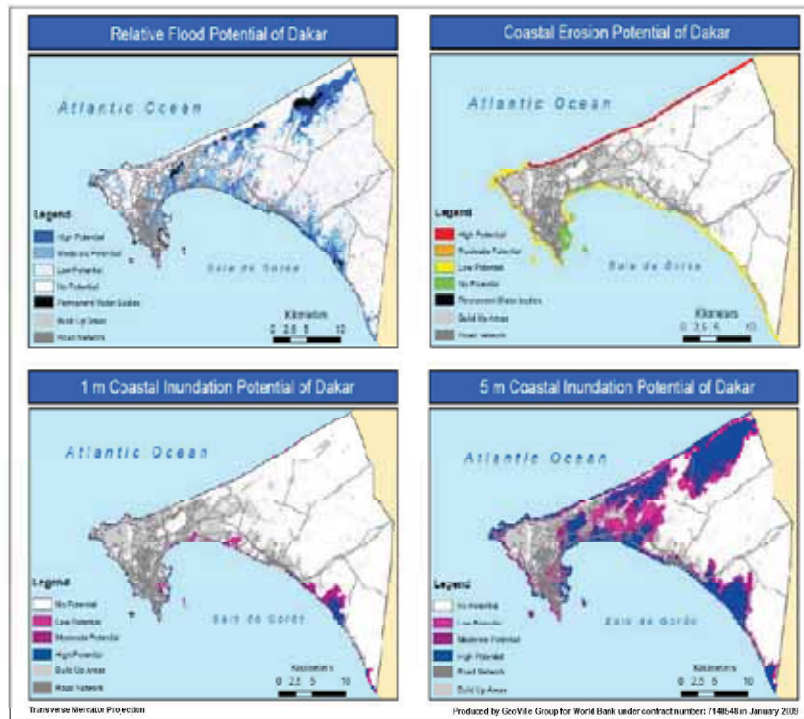 Relative Flood Potential of Dakar
Atlantic Ocean
Baie de Gorée
Legend
High Potential
Moderate Potential
Low Potential
No Potential
Permanent Water Bodies
Build Up Areas
Road Network
Kilometers
0 2.5 5 10
Coastal Erosion Potential of Dakar
Atlantic Ocean
Baie de Gorée
Legend
High Potential
Moderate Potential
Low Potential
No Potential
Permanent Water Bodies
Build Up Areas
Road Network
Kilometers
0 2.5 5 10
1 m Coastal Inundation Potential of Dakar
Atlantic Ocean
Baie de Gorée
Legend
No Potential
Low Potential
Moderate Potential
High Potential
Build Up Areas
Road Network
Kilometers
0 2.5 5 10
5 m Coastal Inundation Potential of Dakar
Atlantic Ocean
Baie de Gorée
Legend
No Potential
Low Potential
Moderate Potential
High Potential
Road Network
Build Up Areas
Kilometers
0 2.5 5 10
Transverse Mercator Projection
Produced by GeoVille Group for World Bank under contract number: 7148548 in January 2009